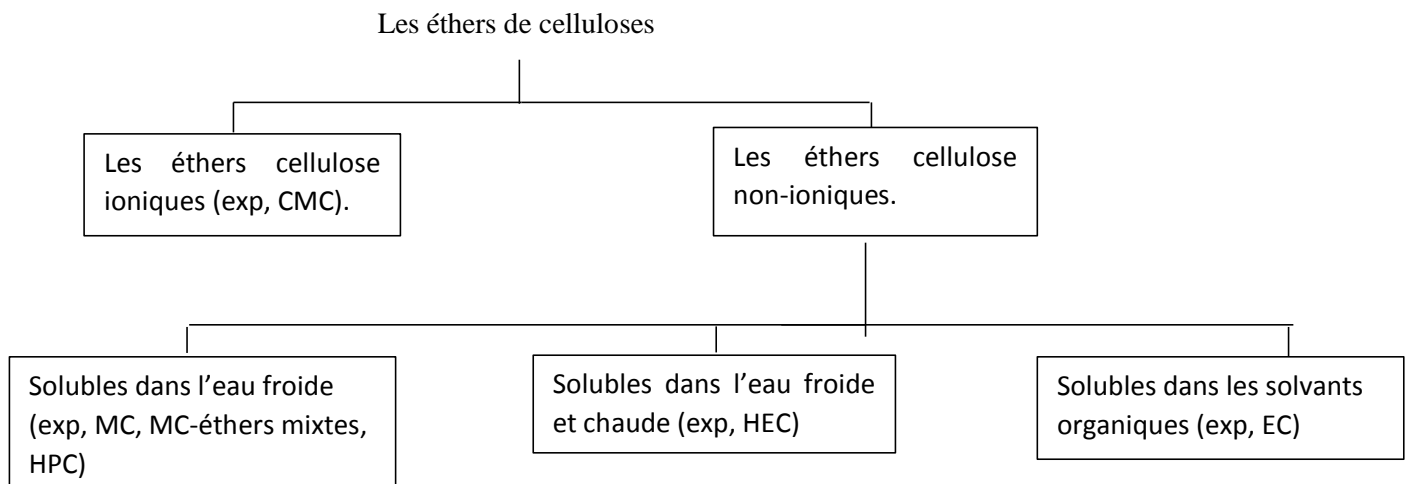 Les éthers de celluloses
Les éthers cellulose
ioniques (exp, CMC).
Les éthers cellulose
non-ioniques.
Solubles dans l’eau froide
(exp, MC, MC-éthers mixtes,
HPC)
Solubles dans l’eau froide
et chaude (exp, HEC)
Solubles dans les solvants
organiques (exp, EC)